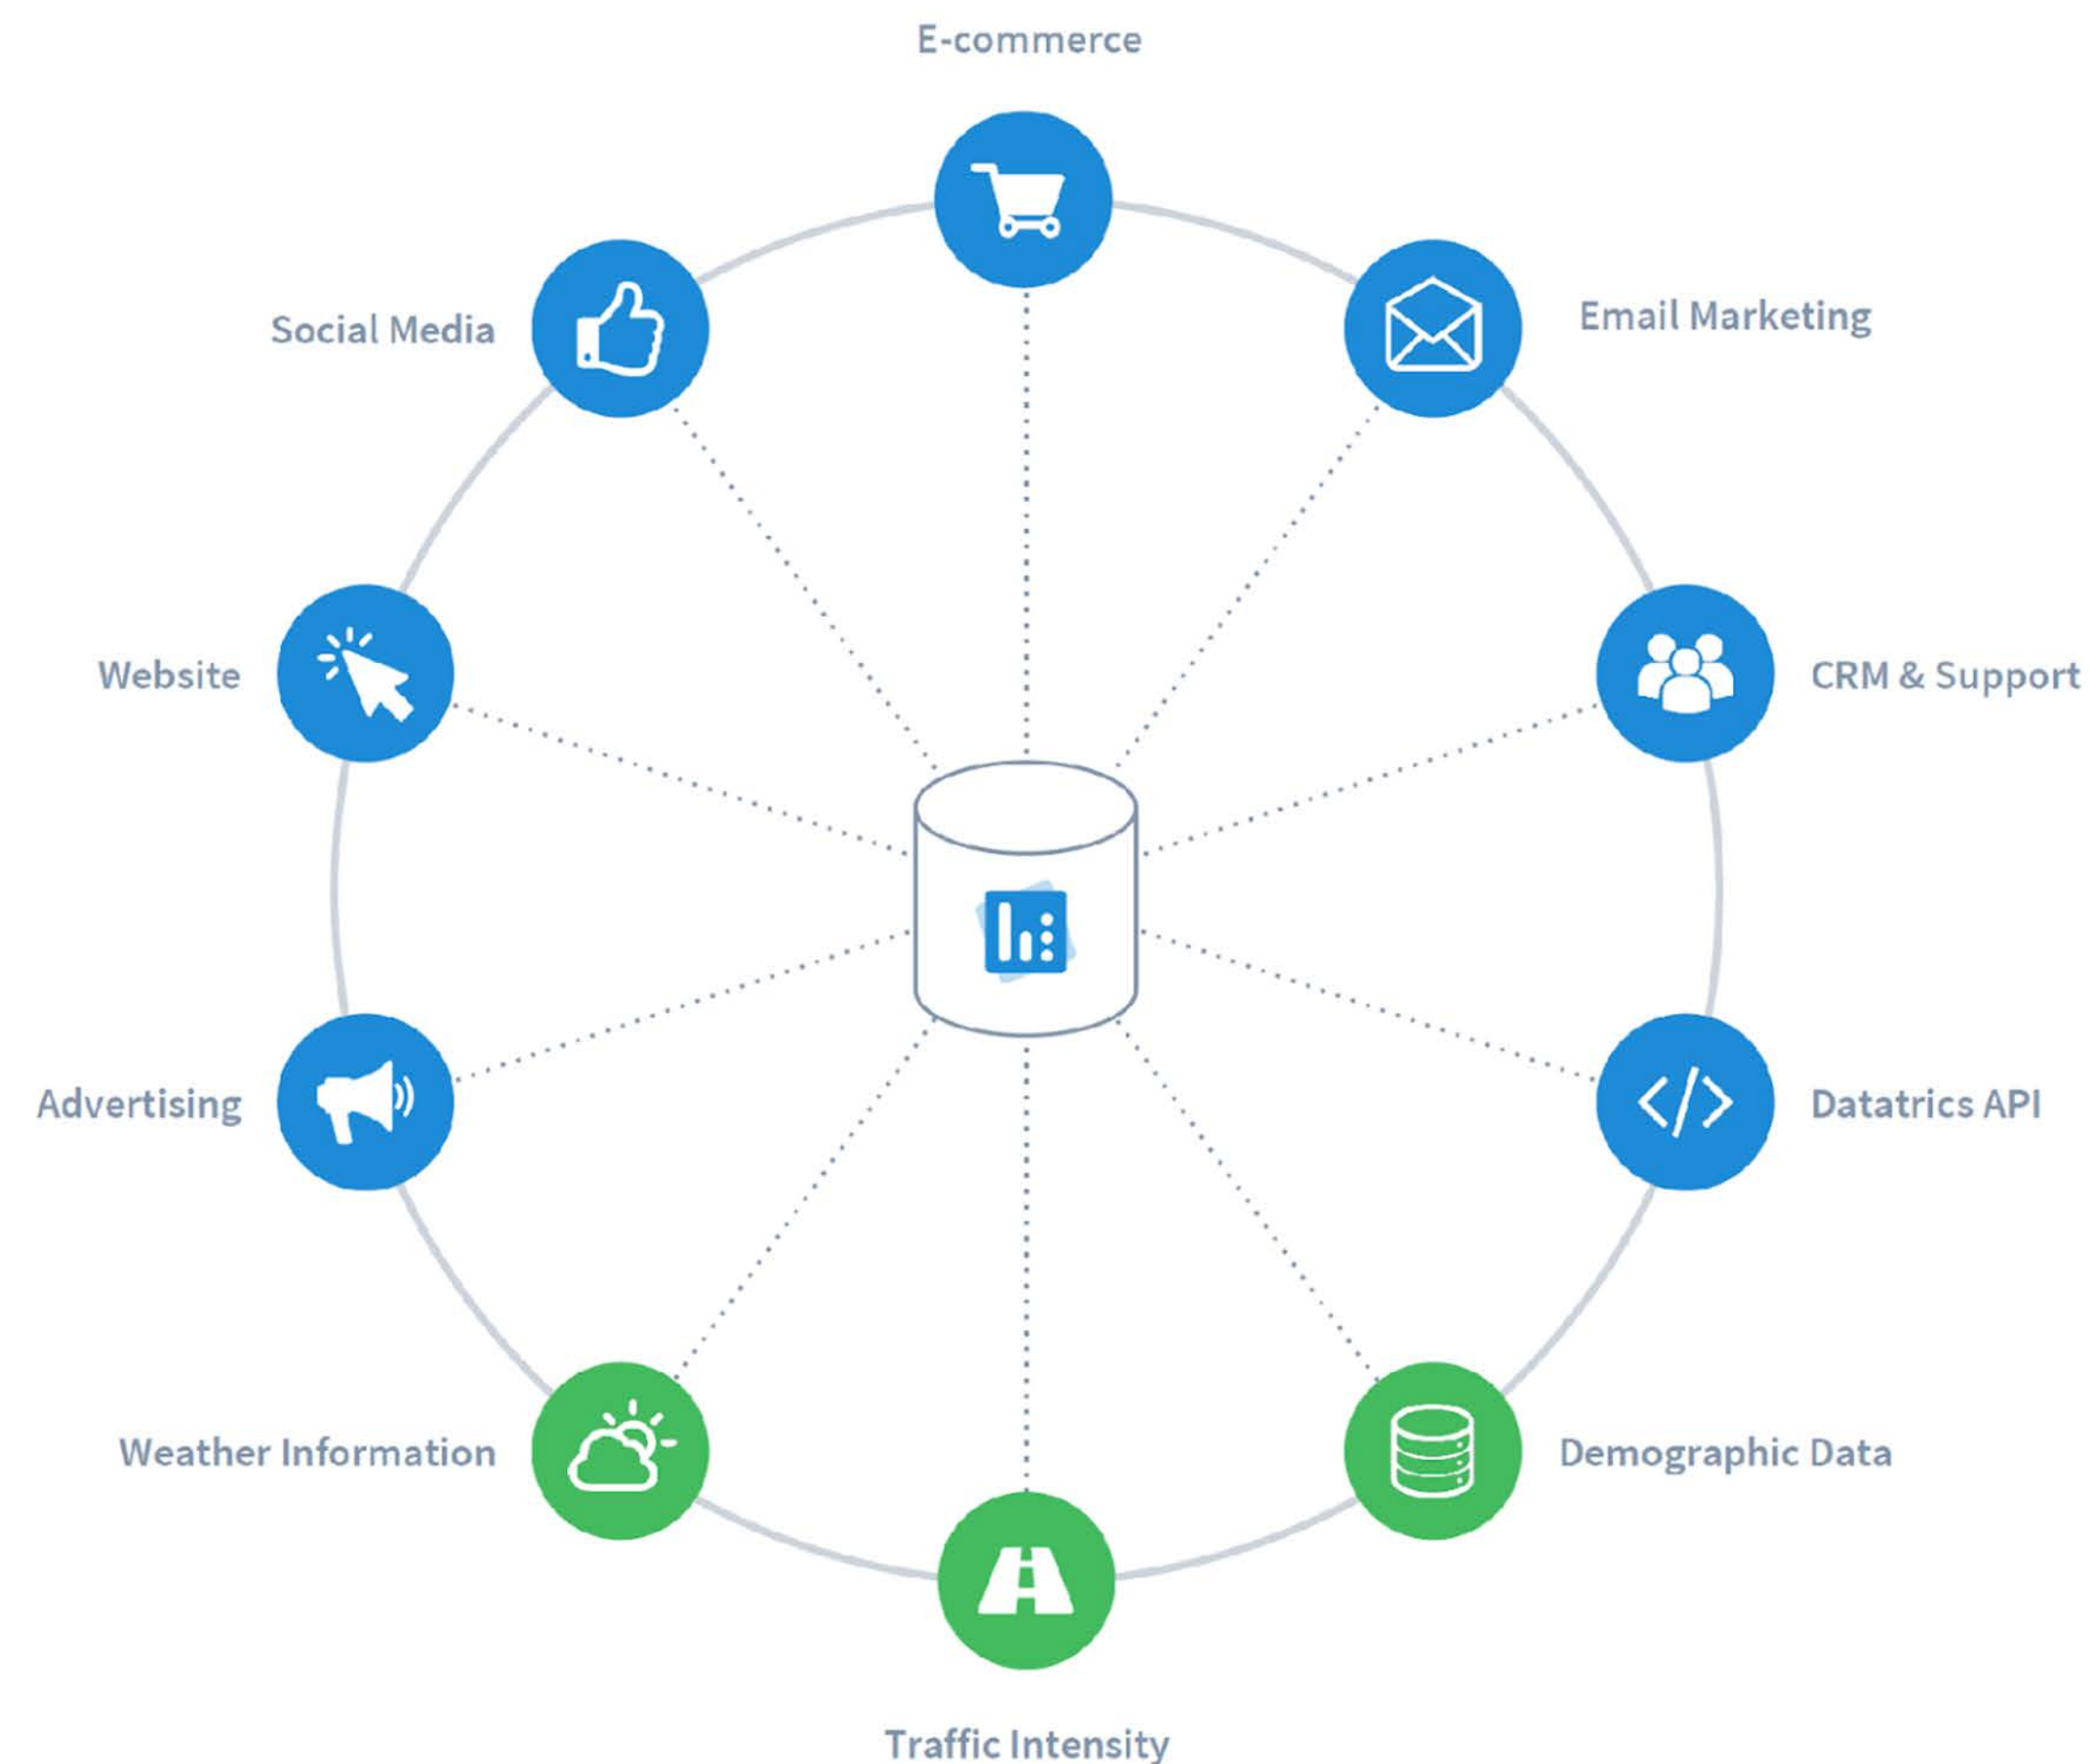 E-commerce
Social Media
Email Marketing
Website
CRM & Support
Advertising
Datatrics API
Weather Information
Demographic Data
Traffic Intensity